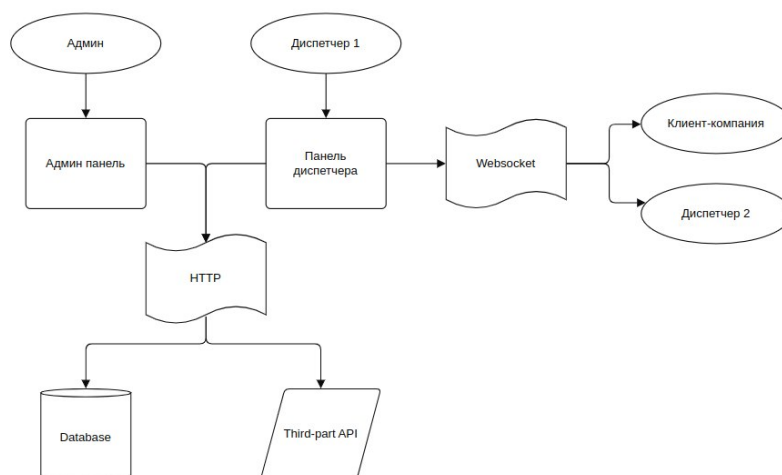 Админ
Диспетчер 1
Админ панель
Панель
диспетчера
Websocket
Клиент-компания
Диспетчер 2
HTTP
Database
Third-part API